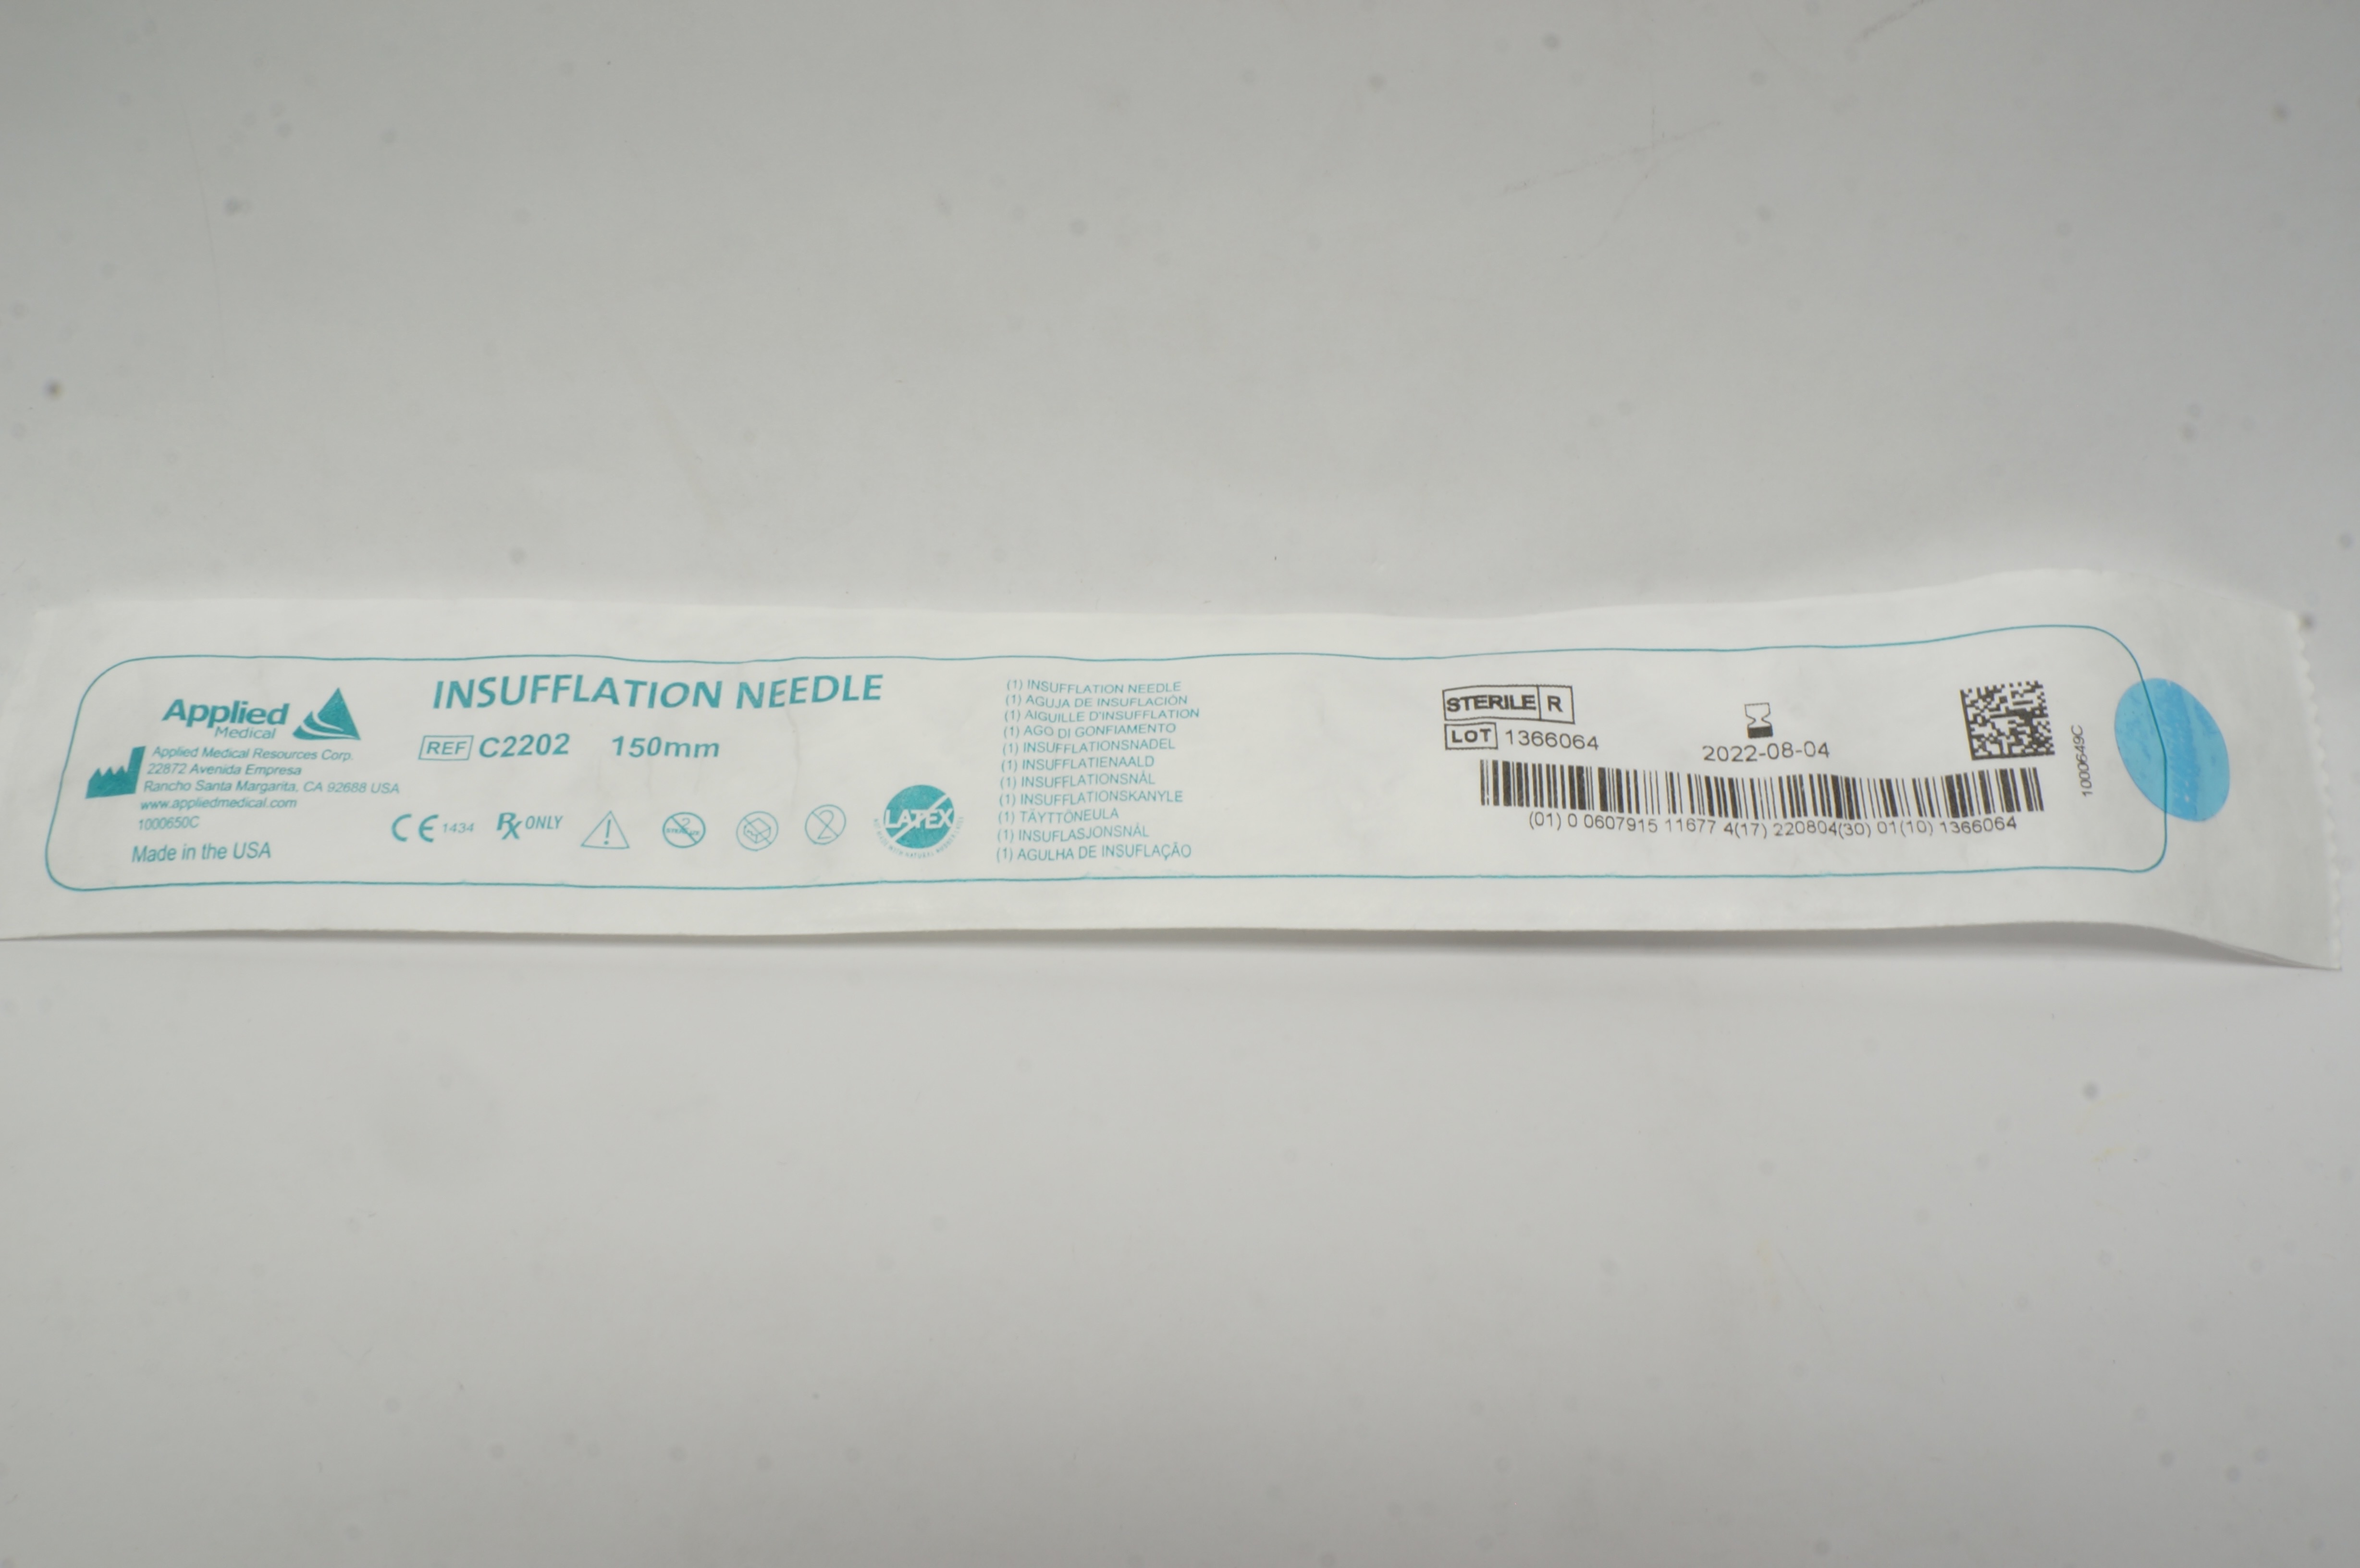 Applied
Medical
Applied Medical Resources Corp.
22872 Avenida Empresa
Rancho Santa Margarita, CA 92688 USA
www.appliedmedical.com
1000650C
Made in the USA
INSUFFLATION NEEDLE
REF C2202 150mm
CE 1434 Rx ONLY
2
LATEX
(1) INSUFFLATION NEEDLE
(1) AGUJA DE INSUFLACIÓN
(1) AIGUILLE D'INSUFFLATION
(1) AGO DI GONFIAMENTO
(1) INSUFFLATIONSNADEL
(1) INSUFFLATIENAALD
(1) INSUFFLATIONSNÅL
(1) INSUFFLATIONSKANYLE
(1) TÄYTTÖNEULA
(1) INSUFLASJONSNÅL
(1) AGULHA DE INSUFLAÇÃO
STERILE R
LOT 1366064
2022-08-04
(01) 0 0607915 11677 4(17) 220804(30) 01(10) 1366064
1000649C